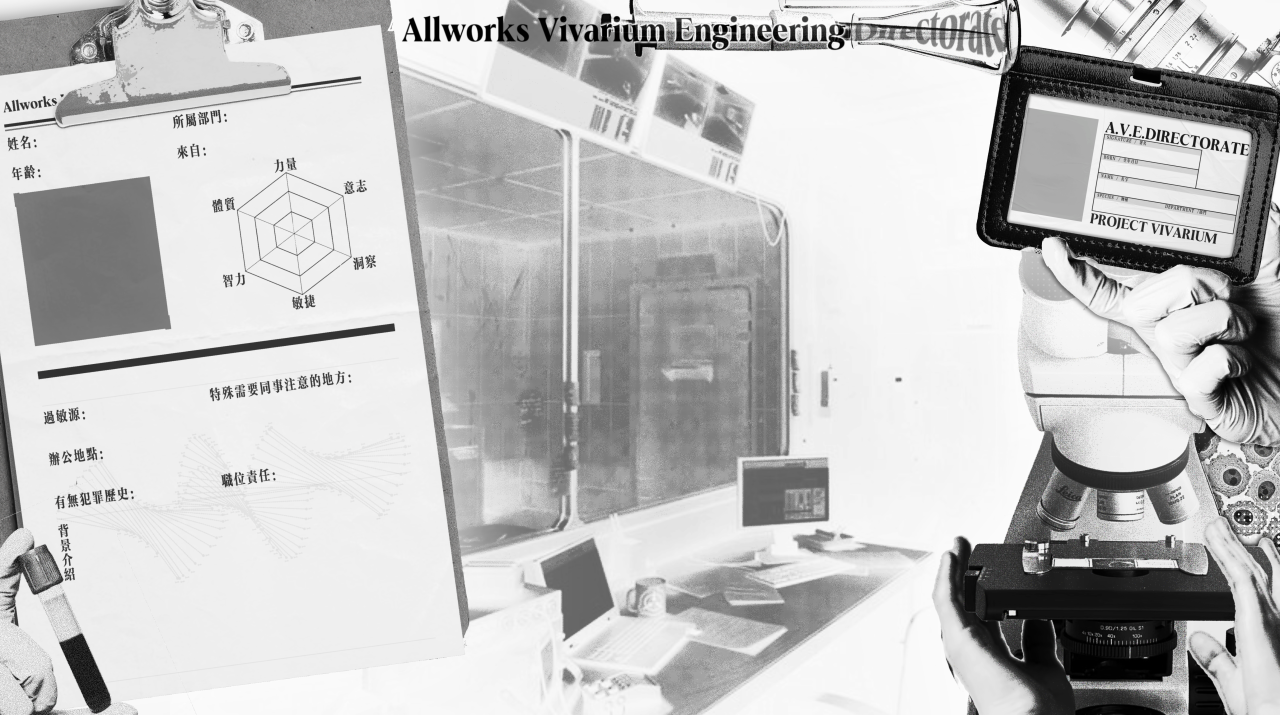 Allworks Vivarium Engineering Directorate
Allworks
所屬部門:
姓名:
來自:
年齡:
力量
意志
體質
洞察
智力
敏捷
特殊需要同事注意的地方:
過敏源:
辦公地點:
職位責任:
有無犯罪歷史:
背景介紹
A.V.E.DIRECTORATE
PROJECT VIVARIUM
Leica